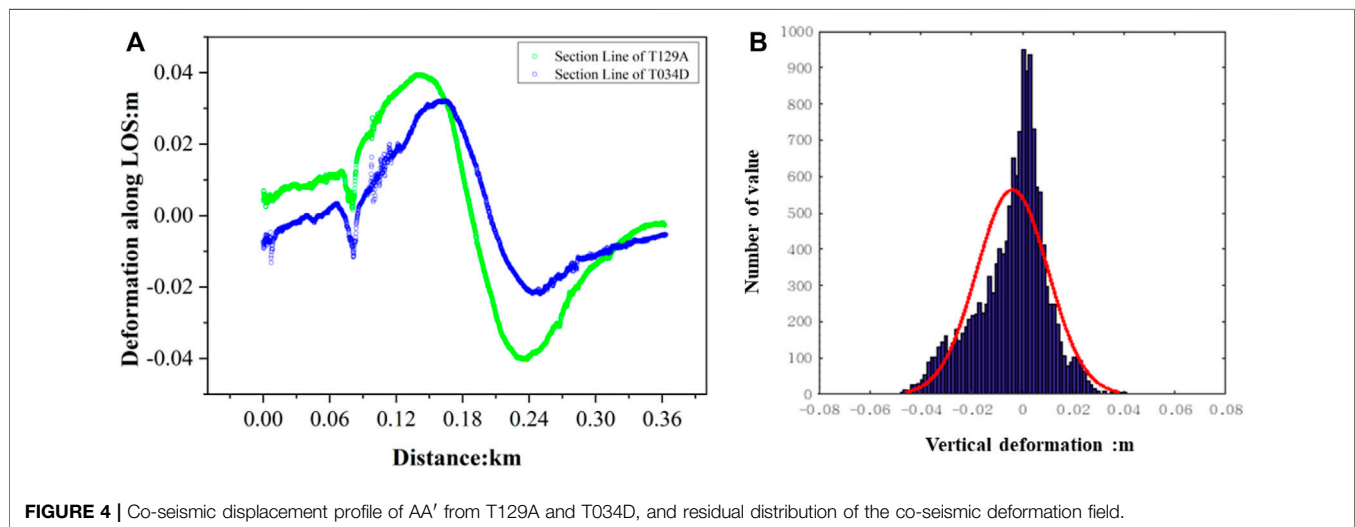 A
Section Line of T129A
Section Line of T034D
Deformation along LOS:m
0.04
0.02
0.00
-0.02
-0.04
0.00 0.06 0.12 0.18 0.24 0.30 0.36
Distance:km
B
Number of value
1000
900
800
700
600
500
400
300
200
100
0
-0.08 -0.06 -0.04 -0.02 0 0.02 0.04 0.06 0.08
Vertical deformation :m
FIGURE 4 | Co-seismic displacement profile of AA′ from T129A and T034D, and residual distribution of the co-seismic deformation field.